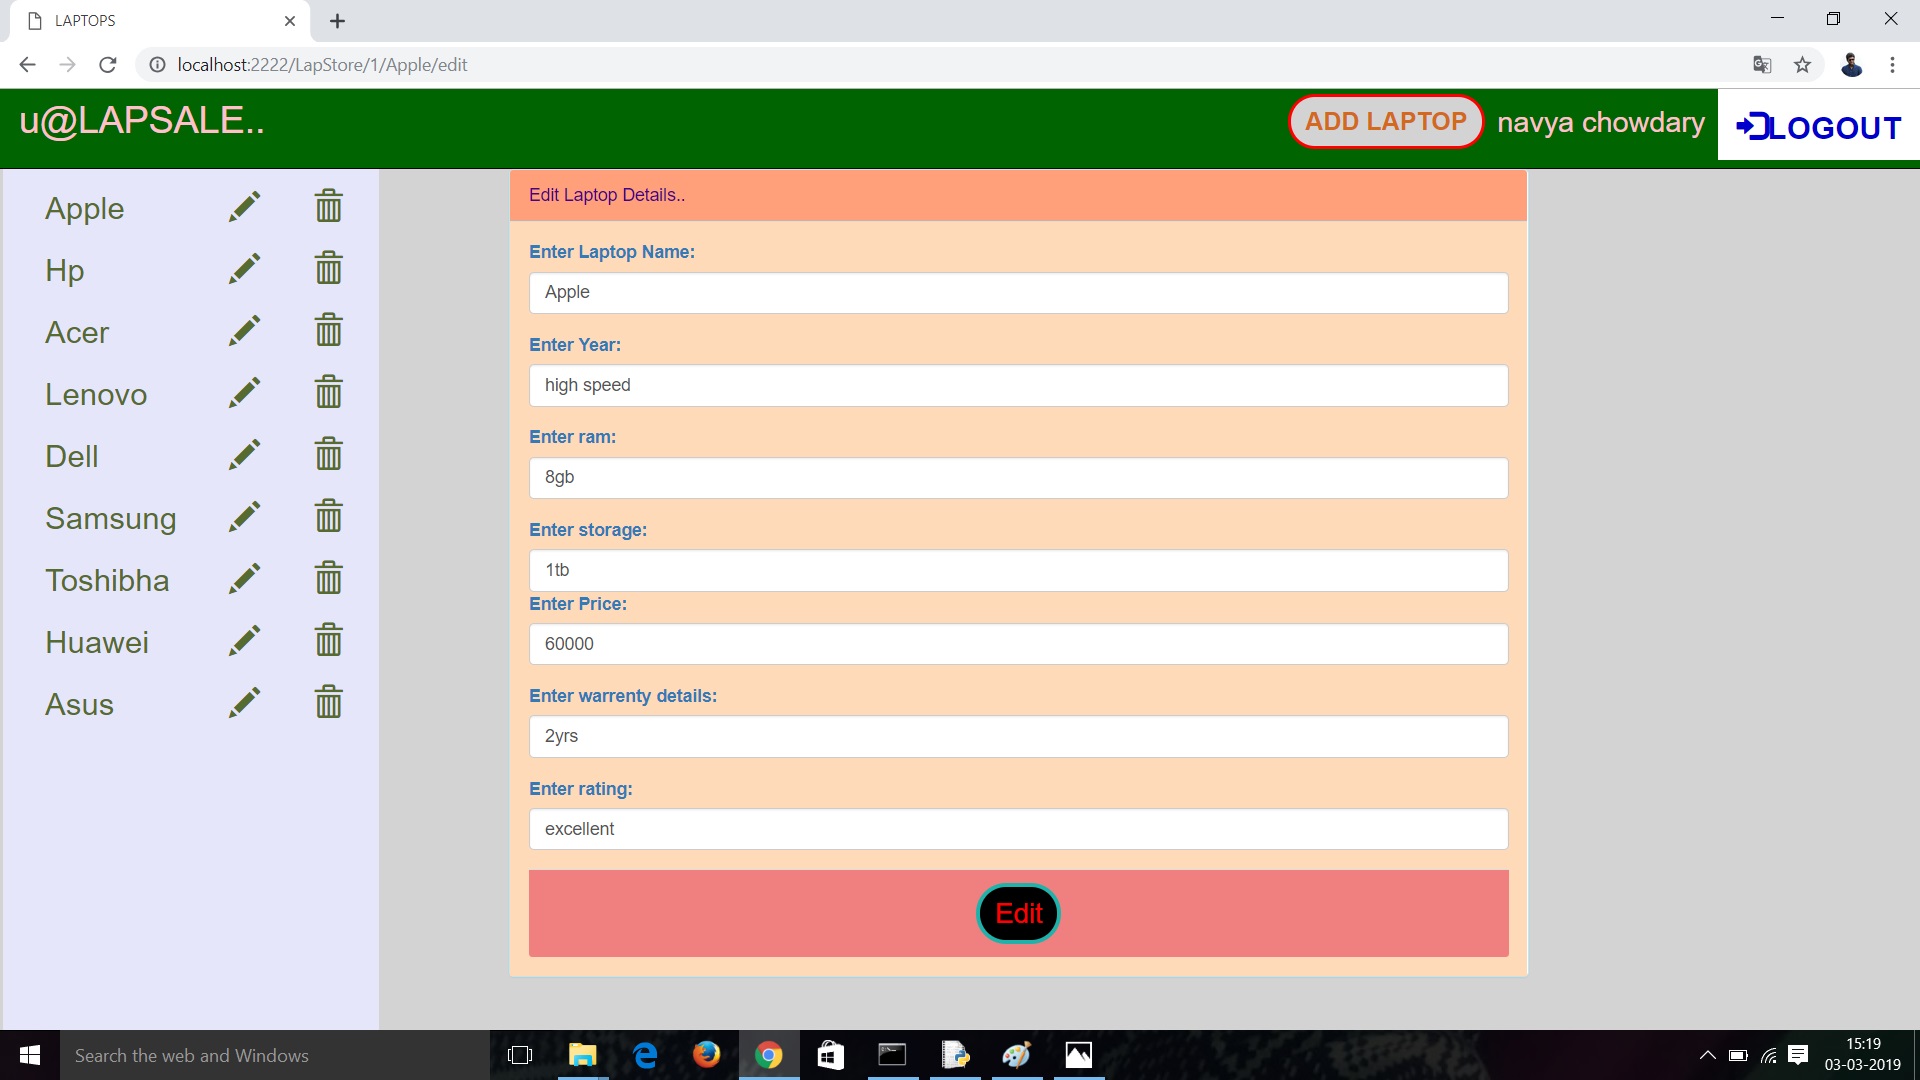 LAPTOPS
localhost:2222/LapStore/1/Apple/edit
u@LAPSALE..
ADD LAPTOP
navya chowdary
LOGOUT
Apple
Hp
Acer
Lenovo
Dell
Samsung
Toshibha
Huawei
Asus
Edit Laptop Details..
Enter Laptop Name:
Apple
Enter Year:
high speed
Enter ram:
8gb
Enter storage:
1tb
Enter Price:
60000
Enter warrenty details:
2yrs
Enter rating:
excellent
Edit
Search the web and Windows
15:19
03-03-2019